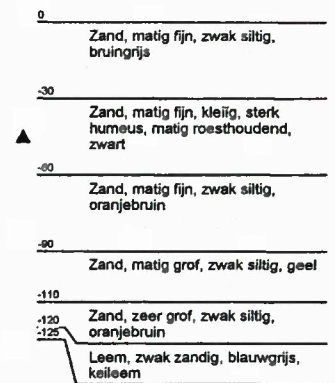 0
Zand, matig fijn, zwak siltig,
bruingrijs
-30
Zand, matig fijn, kleiïg, sterk
humeus, matig roesthoudend,
zwart
-60
Zand, matig fijn, zwak siltig,
oranjebruin
-90
Zand, matig grof, zwak siltig, geel
-110
Zand, zeer grof, zwak siltig,
oranjebruin
-120
-125
Leem, zwak zandig, blauwgrijs,
keileem